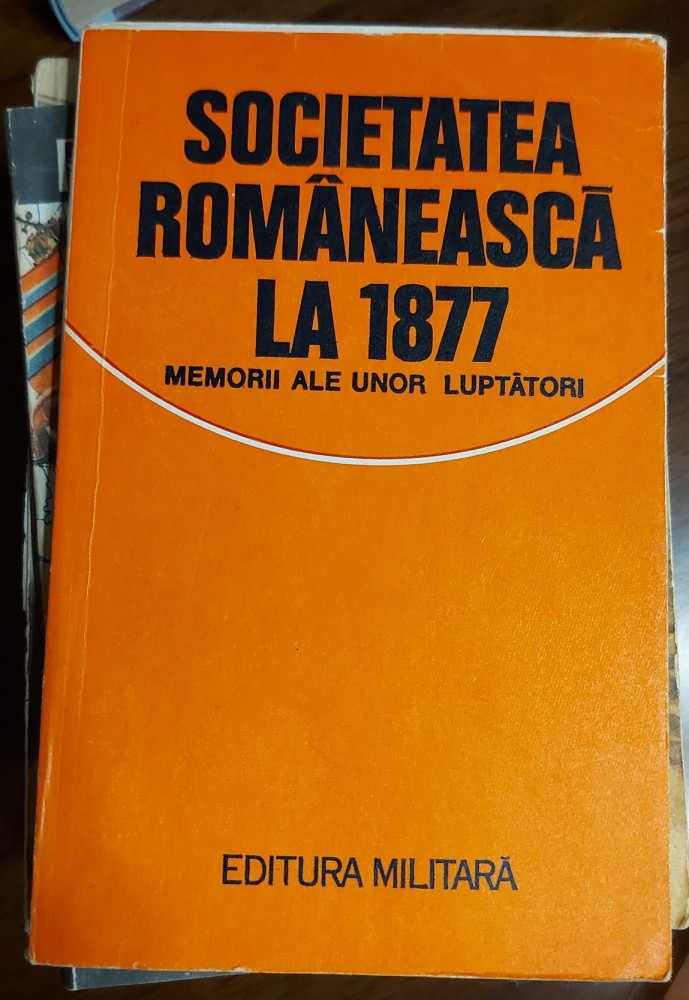 SOCIETATEA
ROMÂNEASCĂ
LA 1877
MEMORII ALE UNOR LUPTĂTORI
EDITURA MILITARĂ